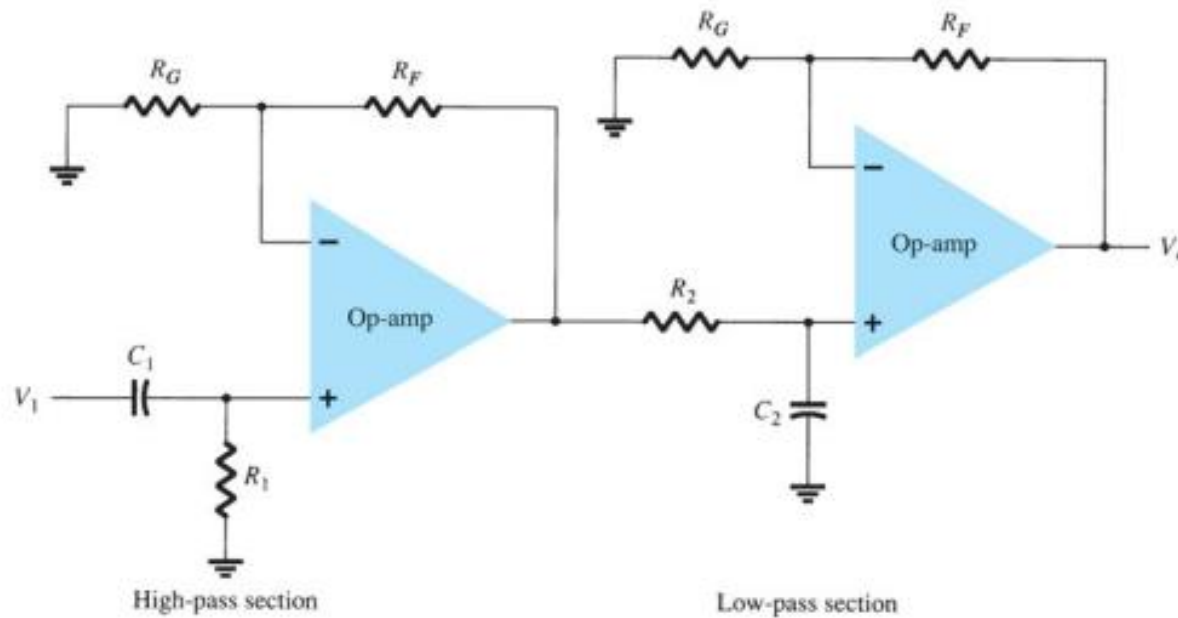 R_G R_F
R_G R_F
Op-amp
Op-amp
R_2
C_1
V_1
C_2
R_1
− +
− +
High-pass section
Low-pass section